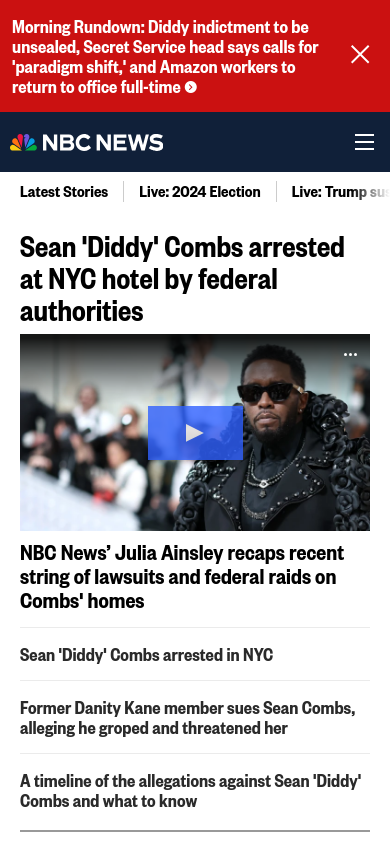 Morning Rundown: Diddy indictment to be
unsealed, Secret Service head says calls for
'paradigm shift,' and Amazon workers to
return to office full-time
NBC NEWS
Latest Stories
Live: 2024 Election
Live: Trump
Sean 'Diddy' Combs arrested
at NYC hotel by federal
authorities
NBC News’ Julia Ainsley recaps recent
string of lawsuits and federal raids on
Combs' homes
Sean 'Diddy' Combs arrested in NYC
Former Danity Kane member sues Sean Combs,
alleging he groped and threatened her
A timeline of the allegations against Sean 'Diddy'
Combs and what to know